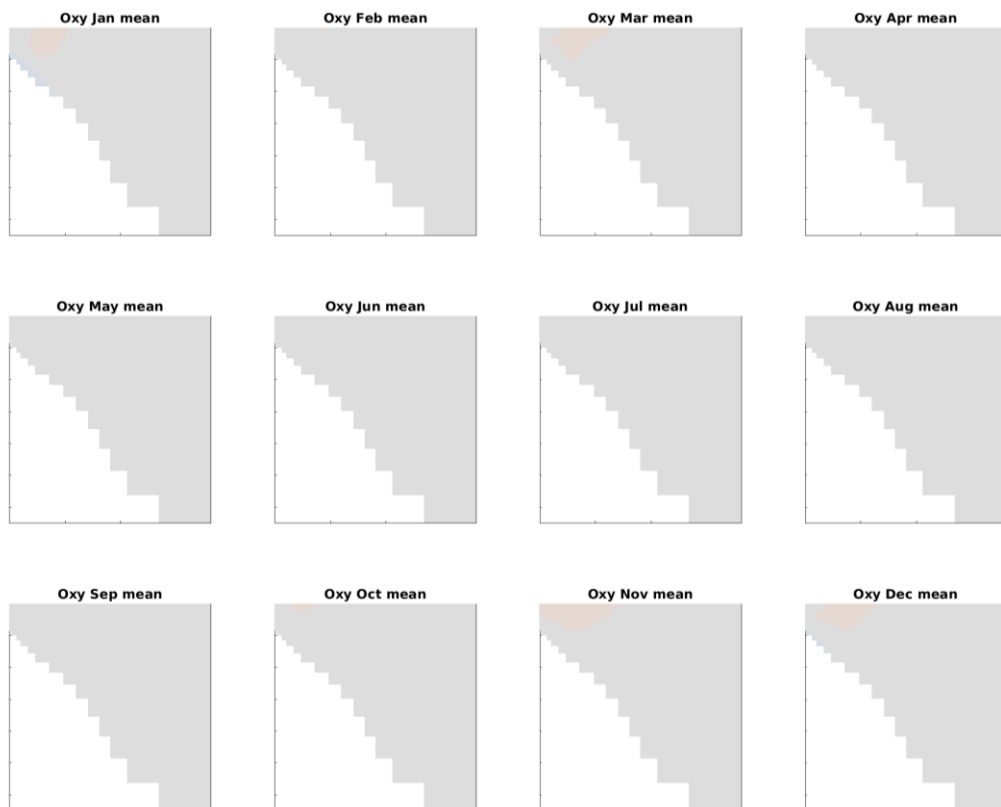 Oxy Jan mean
Oxy Feb mean
Oxy Mar mean
Oxy Apr mean
Oxy May mean
Oxy Jun mean
Oxy Jul mean
Oxy Aug mean
Oxy Sep mean
Oxy Oct mean
Oxy Nov mean
Oxy Dec mean